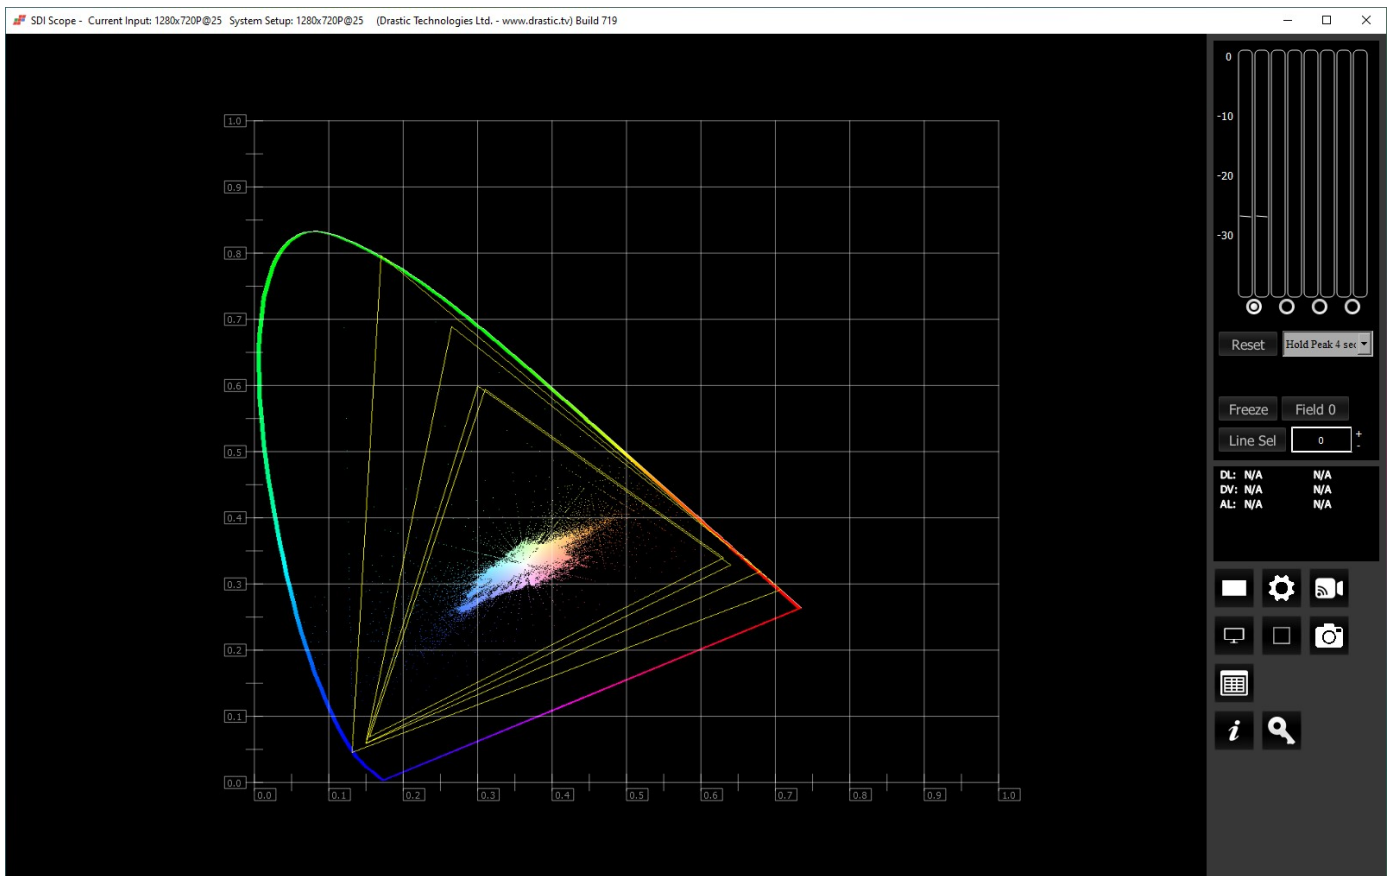 SDI Scope - Current Input: 1280x720P@25 System Setup: 1280x720P@25 (Drastic Technologies Ltd. - www.drastic.tv) Build 719
1.0
0.9
0.8
0.7
0.6
0.5
0.4
0.3
0.2
0.1
0.0
0.0 0.1 0.2 0.3 0.4 0.5 0.6 0.7 0.8 0.9 1.0
0
-10
-20
-30
Reset Hold Peak 4 sec
Freeze Field 0
Line Sel 0 + -
DL: N/A N/A
DV: N/A N/A
AL: N/A N/A
i